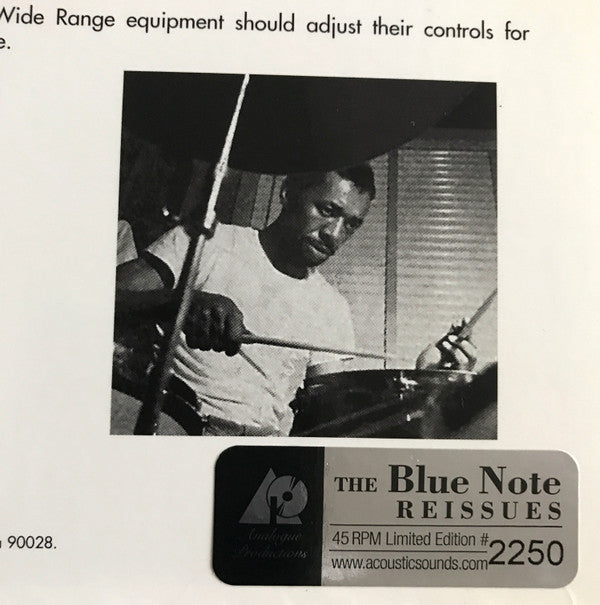 Wide Range equipment should adjust their controls for
e.
90028.
AP
Analogue
Productions
THE Blue Note
REISSUES
45 RPM Limited Edition #
2250
www.acousticsounds.com